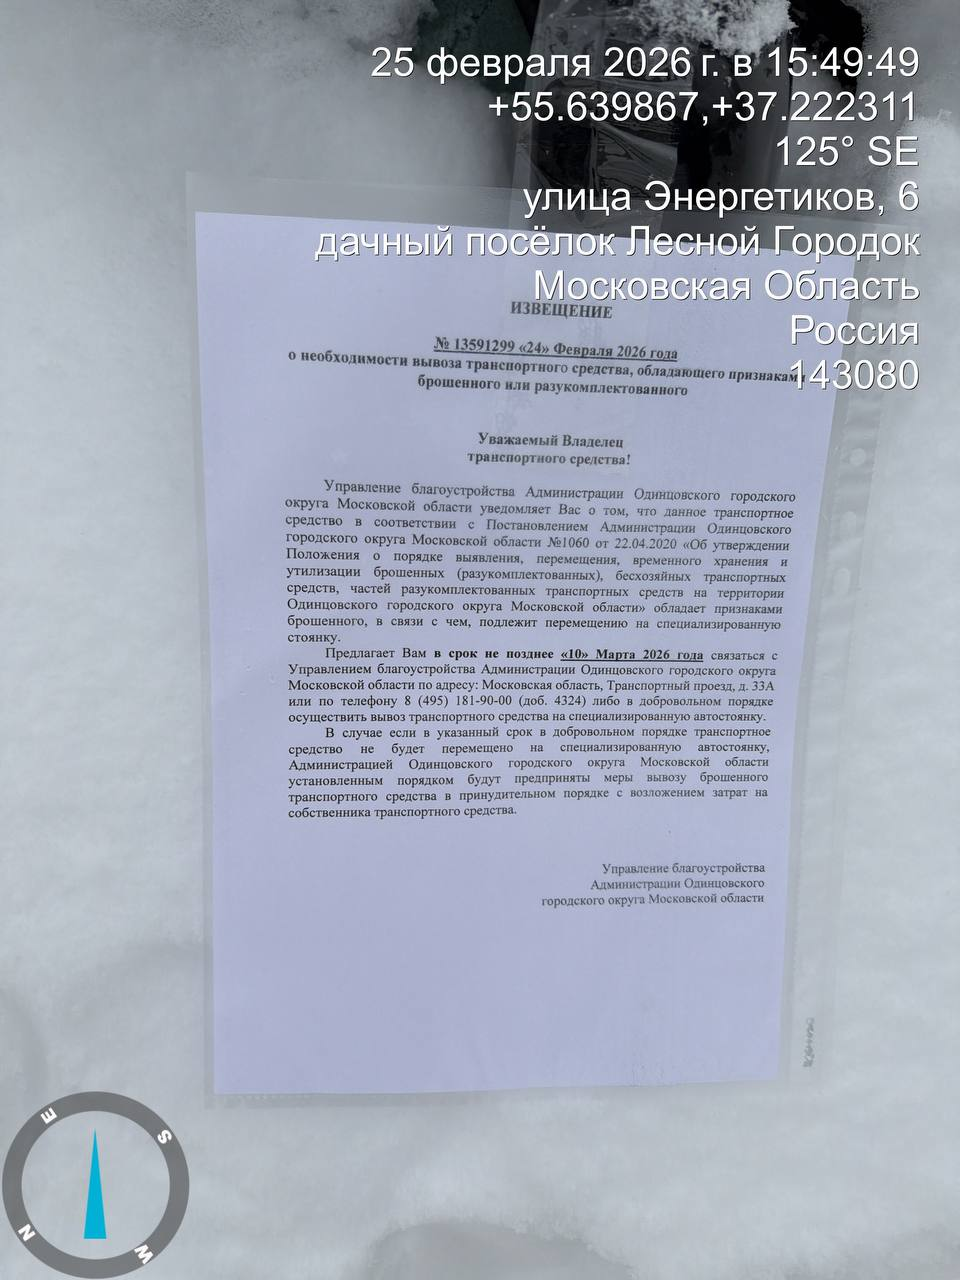 25 февраля 2026 г. в 15:49:49
+55.639867,+37.222311
125° SE
улица Энергетиков, 6
дачный посёлок Лесной Городок
Московская Область
Россия
143080
ИЗВЕЩЕНИЕ
№ 13591299 «24» Февраля 2026 года
о необходимости вывоза транспортного средства, обладающего признакам
брошенного или разукомплектованного
Уважаемый Владелец
транспортного средства!
Управление благоустройства Администрации Одинцовского городского
округа Московской области уведомляет Вас о том, что данное транспортное
средство в соответствии с Постановлением Администрации Одинцовского
городского округа Московской области №1060 от 22.04.2020 «Об утверждении
Положения о порядке выявления, перемещения, временного хранения и
утилизации брошенных (разукомплектованных), бесхозяйных транспортных
средств, частей разукомплектованных транспортных средств на территории
Одинцовского городского округа Московской области» обладает признаками
брошенного, в связи с чем, подлежит перемещению на специализированную
стоянку.
Предлагает Вам в срок не позднее «10» Марта 2026 года связаться с
Управлением благоустройства Администрации Одинцовского городского округа
Московской области по адресу: Московская область, Транспортный проезд, д. 33А
или по телефону 8 (495) 181-90-00 (доб. 4324) либо в добровольном порядке
осуществить вывоз транспортного средства на специализированную автостоянку.
В случае если в указанный срок в добровольном порядке транспортное
средство не будет перемещено на специализированную автостоянку,
Администрацией Одинцовского городского округа Московской области
установленным порядком будут предприняты меры вывозу брошенного
транспортного средства в принудительном порядке с возложением затрат на
собственника транспортного средства.
Управление благоустройства
Администрации Одинцовского
городского округа Московской области
E
S
N
W